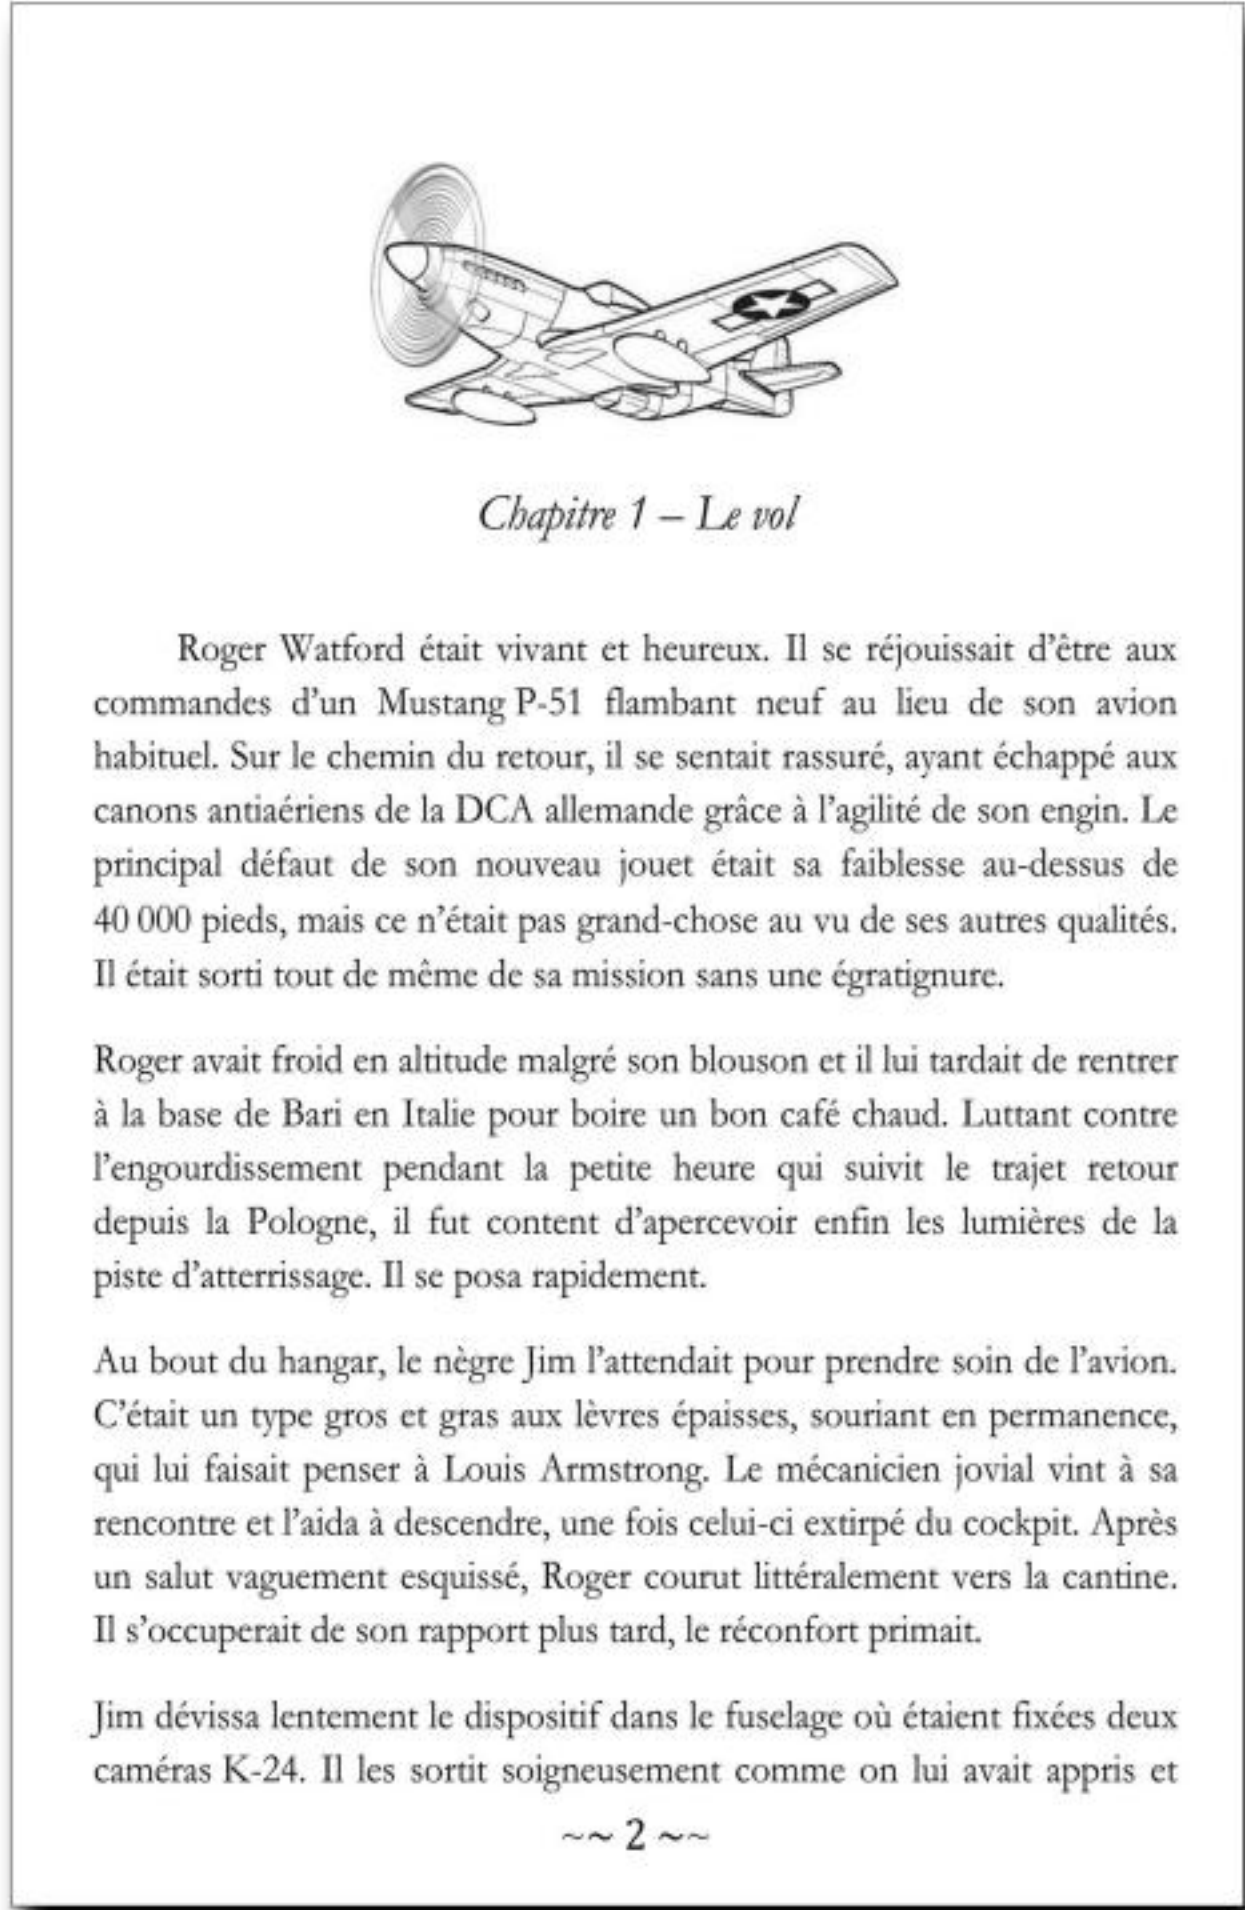 Chapitre 1 – Le vol
Roger Watford était vivant et heureux. Il se réjouissait d’être aux
commandes d’un Mustang P-51 flambant neuf au lieu de son avion
habituel. Sur le chemin du retour, il se sentait rassuré, ayant échappé aux
canons antiaériens de la DCA allemande grâce à l’agilité de son engin. Le
principal défaut de son nouveau jouet était sa faiblesse au-dessus de
40 000 pieds, mais ce n’était pas grand-chose au vu de ses autres qualités.
Il était sorti tout de même de sa mission sans une égratignure.
Roger avait froid en altitude malgré son blouson et il lui tardait de rentrer
à la base de Bari en Italie pour boire un bon café chaud. Luttant contre
l’engourdissement pendant la petite heure qui suivit le trajet retour
depuis la Pologne, il fut content d’apercevoir enfin les lumières de la
piste d’atterrissage. Il se posa rapidement.
Au bout du hangar, le nègre Jim l’attendait pour prendre soin de l’avion.
C’était un type gros et gras aux lèvres épaisses, souriant en permanence,
qui lui faisait penser à Louis Armstrong. Le mécanicien jovial vint à sa
rencontre et l’aida à descendre, une fois celui-ci extirpé du cockpit. Après
un salut vaguement esquissé, Roger courut littéralement vers la cantine.
Il s’occuperait de son rapport plus tard, le réconfort primait.
Jim dévissa lentement le dispositif dans le fuselage où étaient fixées deux
caméras K-24. Il les sortit soigneusement comme on lui avait appris et
~~ 2 ~~